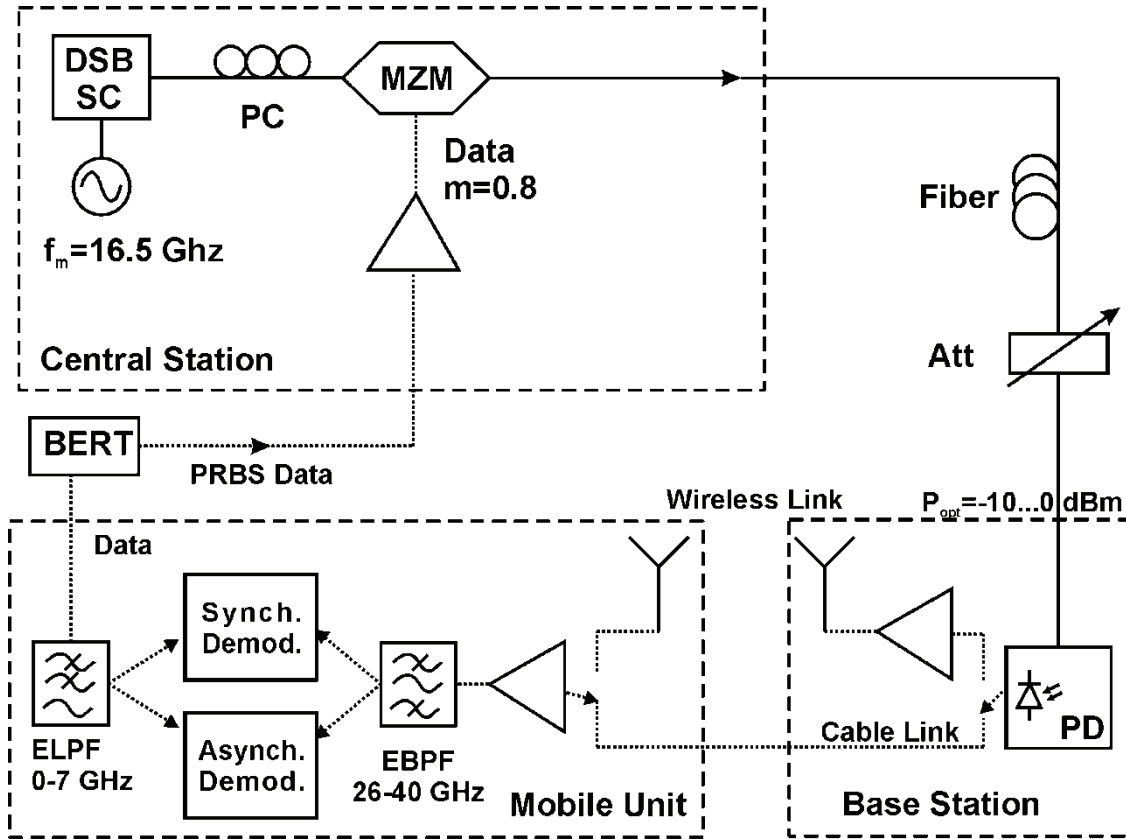 DSB
SC
PC
MZM
Data
m=0.8
fm=16.5 Ghz
Central Station
Fiber
Att
BERT
PRBS Data
Wireless Link
Popt=-10...0 dBm
Data
Synch.
Demod.
Asynch.
Demod.
ELPF
0-7 GHz
EBPF
26-40 GHz
Mobile Unit
Cable Link
PD
Base Station